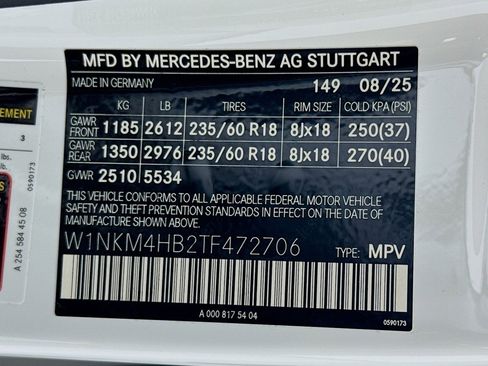 MFD BY MERCEDES-BENZ AG STUTTGART
MADE IN GERMANY 149 08/25
KG LB TIRES RIM SIZE COLD KPA (PSI)
GAWR FRONT 1185 2612 235/60 R18 8Jx18 250(37)
GAWR REAR 1350 2976 235/60 R18 8Jx18 270(40)
GVWR 2510 5534
THIS VEHICLE CONFORMS TO ALL APPLICABLE FEDERAL MOTOR VEHICLE
SAFETY AND THEFT PREVENTION STANDARDS IN EFFECT ON THE DATE OF
MANUFACTURE SHOWN ABOVE.
W1NKM4HB2TF472706 TYPE: MPV
A 000 817 54 04
0590173
EMENT
3
lbs.
lbs.
0590173
A 254 584 45 08